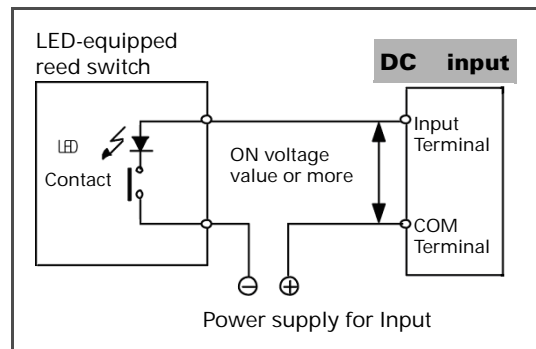 LED-equipped
reed switch
DC input
LED
Contact
ON voltage
value or more
Input
Terminal
COM
Terminal
⊖ ⊕
Power supply for Input